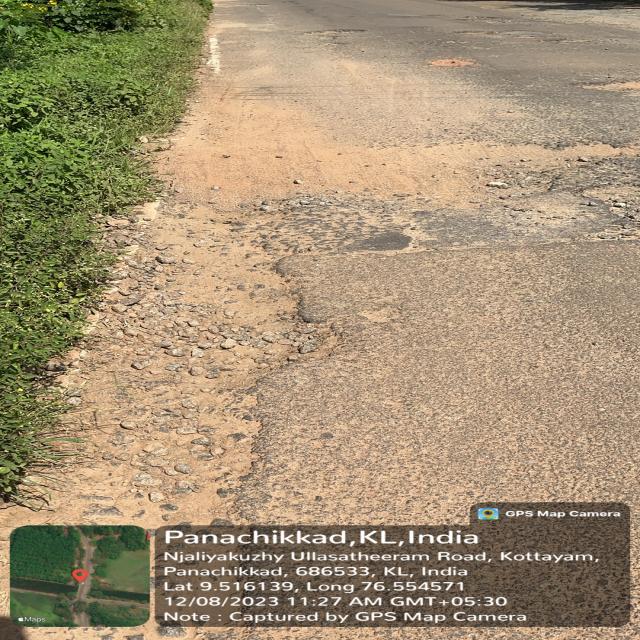 GPS Map Camera
Panachikkad,KL,India
Njaliyakuzhy Ullasatheeram Road, Kottayam,
Panachikkad, 686533, KL, India
Lat 9.516139, Long 76.554571
12/08/2023 11:27 AM GMT+05:30
Note : Captured by GPS Map Camera
Maps